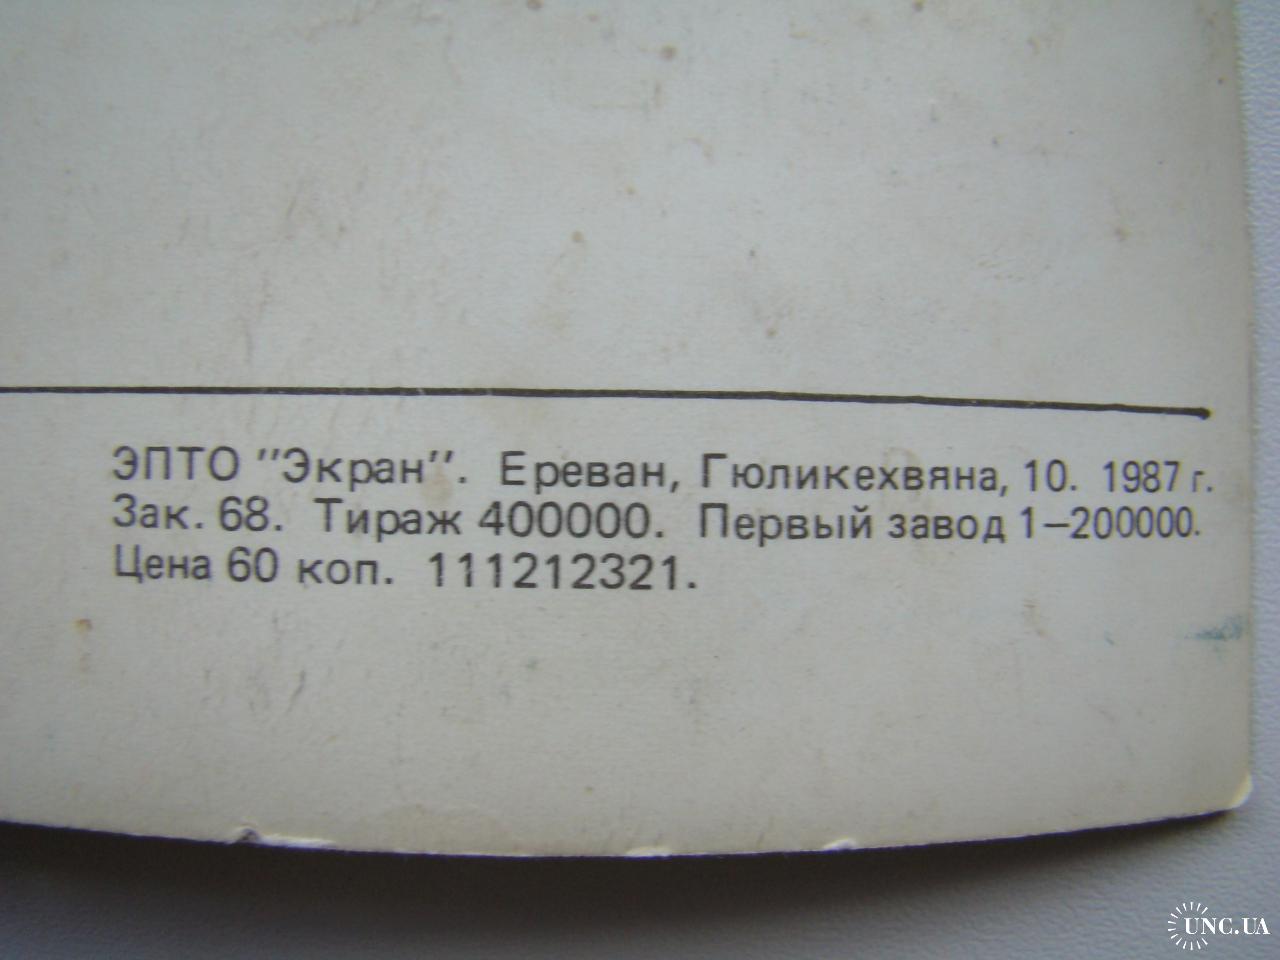 ЭПТО "Экран". Ереван, Гюликехвяна, 10. 1987 г.
Зак. 68. Тираж 400000. Первый завод 1–200000.
Цена 60 коп. 111212321.
UNC.UA